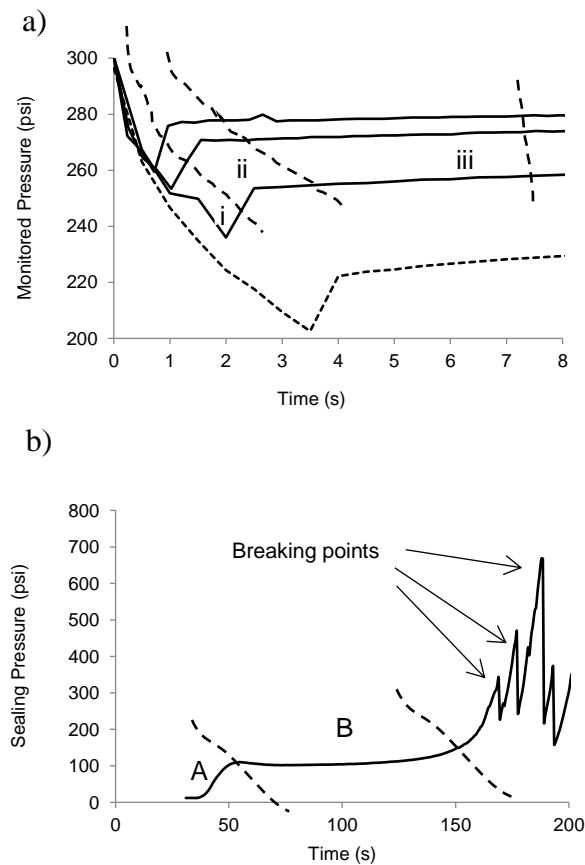 a)
300
280
260
240
220
200
Monitored Pressure (psi)
i
ii
iii
0 1 2 3 4 5 6 7 8
Time (s)
b)
800
700
600
500
400
300
200
100
0
Sealing Pressure (psi)
Breaking points
A
B
0 50 100 150 200
Time (s)